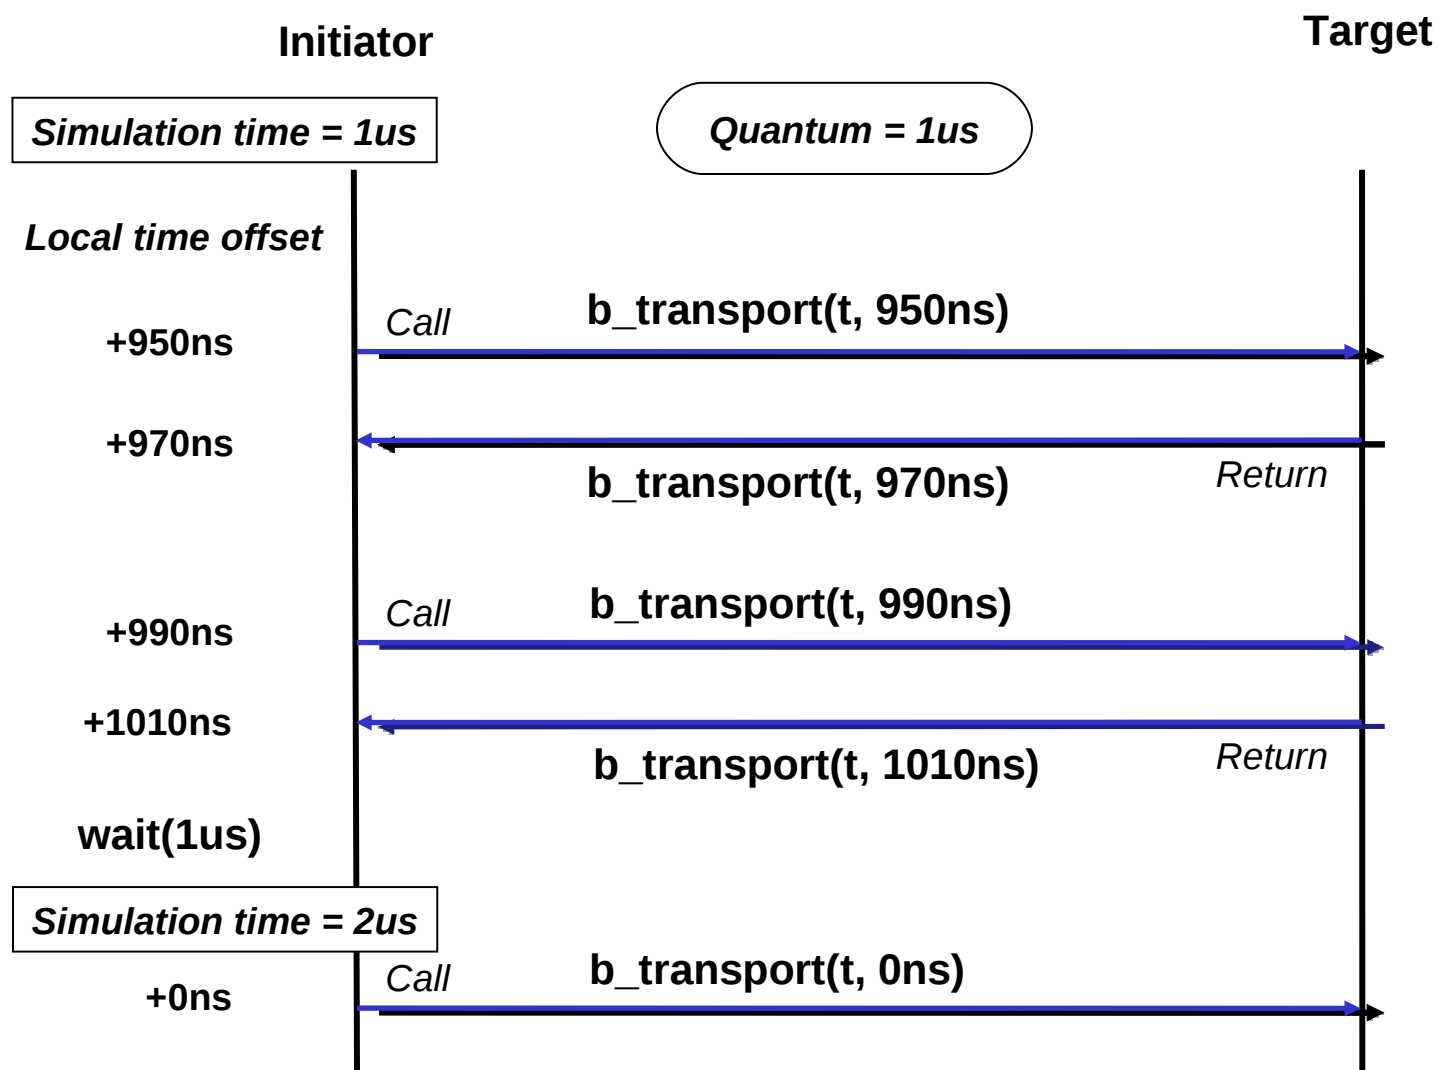 Initiator
Target
Simulation time = 1us
Quantum = 1us
Local time offset
+950ns
Call
b_transport(t, 950ns)
+970ns
b_transport(t, 970ns)
Return
+990ns
Call
b_transport(t, 990ns)
+1010ns
b_transport(t, 1010ns)
Return
wait(1us)
Simulation time = 2us
+0ns
Call
b_transport(t, 0ns)